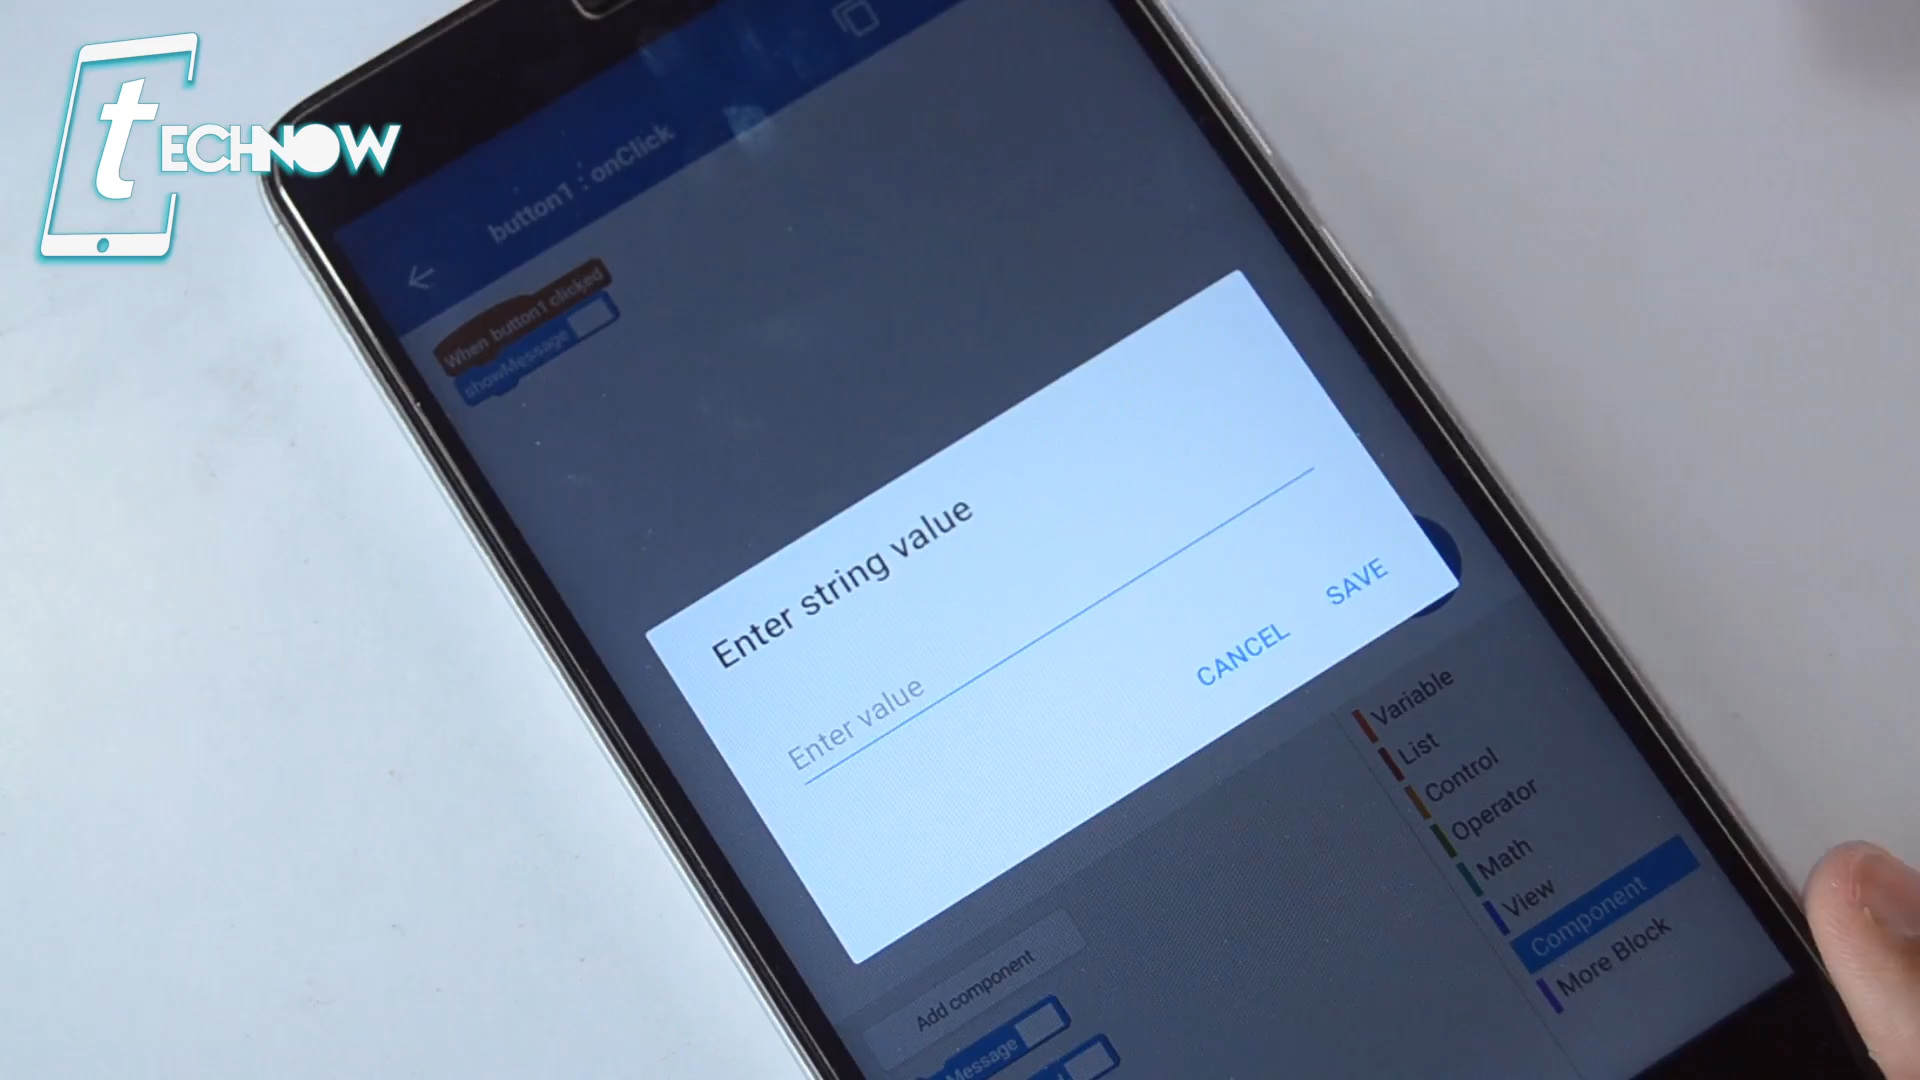 tECHNOW
button1 : onClick
When button1 clicked
showMessage
Enter string value
Enter value
CANCEL
SAVE
Variable
List
Control
Operator
Math
View
Component
More Block
Add component
Message